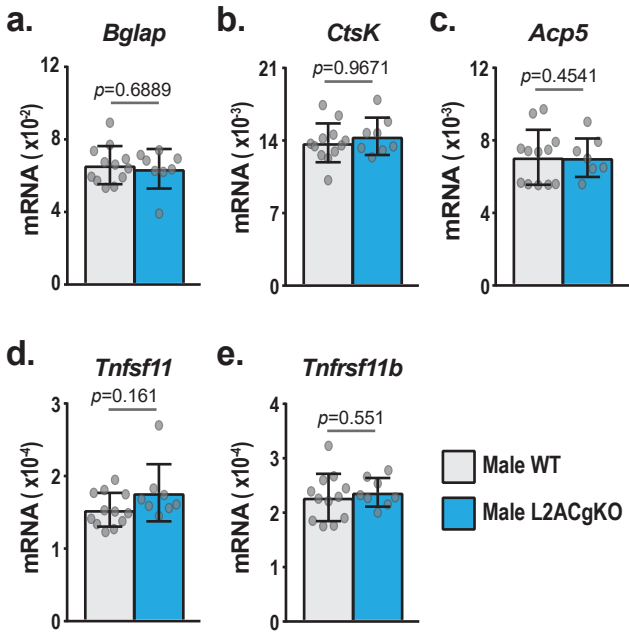 a.
Bglap
p=0.6889
mRNA ( x10-2)
12
8
4
0
b.
CtsK
p=0.9671
mRNA ( x10-3)
21
14
7
0
c.
Acp5
p=0.4541
mRNA ( x10-3)
12
8
4
0
d.
Tnfsf11
p=0.161
mRNA ( x10-4)
3
2
1
0
e.
Tnfrsf11b
p=0.551
mRNA ( x10-4)
4
3
2
1
0
Male WT
Male L2ACgKO